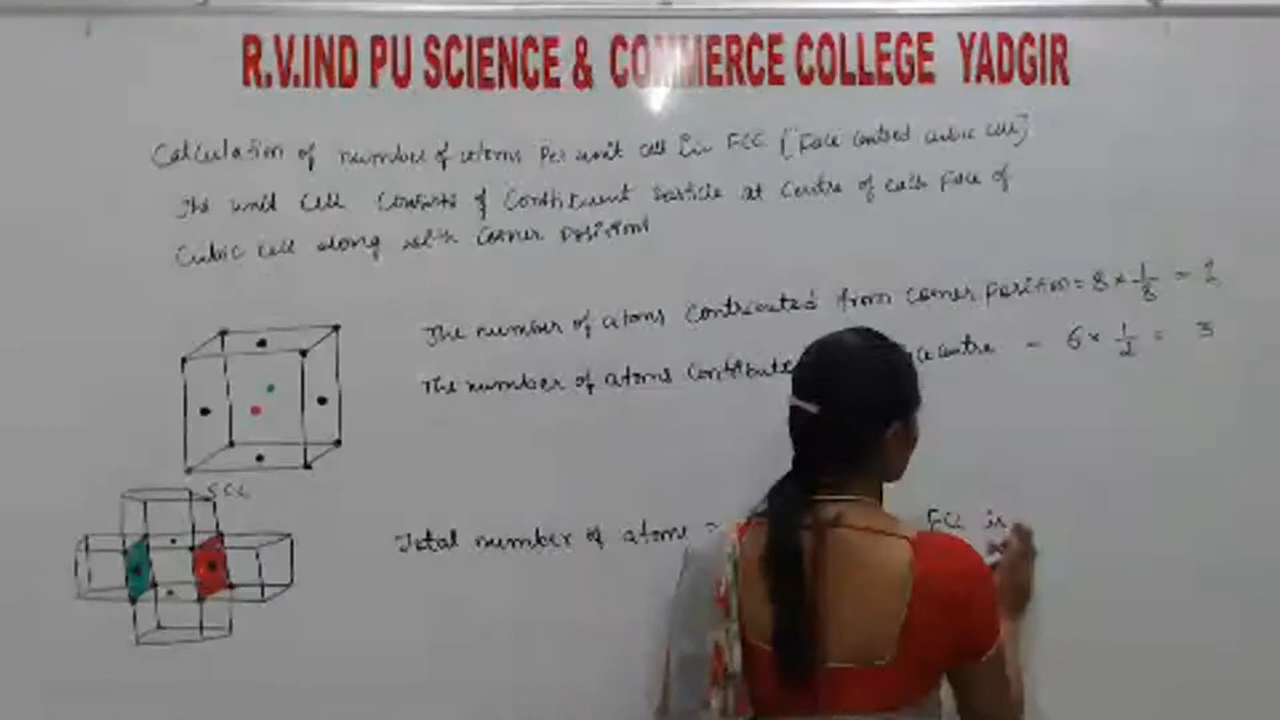 R.V.IND PU SCIENCE & COMMERCE COLLEGE YADGIR
Calculation of number of atoms Per unit cell in FCC [Face centred cubic cell]
The unit cell consists of constituent Particle at centre of each Face of
Cubic cell along with corner Positions
The number of atoms contributed from corner position = 8 × 1/8 = 1
The number of atoms contribute centre = 6 × 1/2 = 3
FCC
Total number of atoms = FCC is